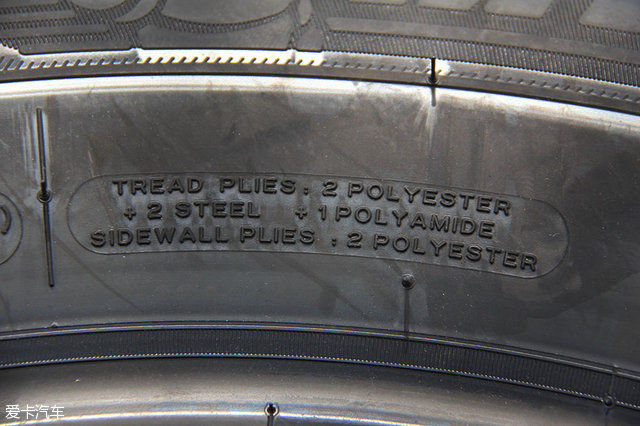 TREAD PLIES : 2 POLYESTER
+ 2 STEEL + 1 POLYAMIDE
SIDEWALL PLIES : 2 POLYESTER
爱卡汽车